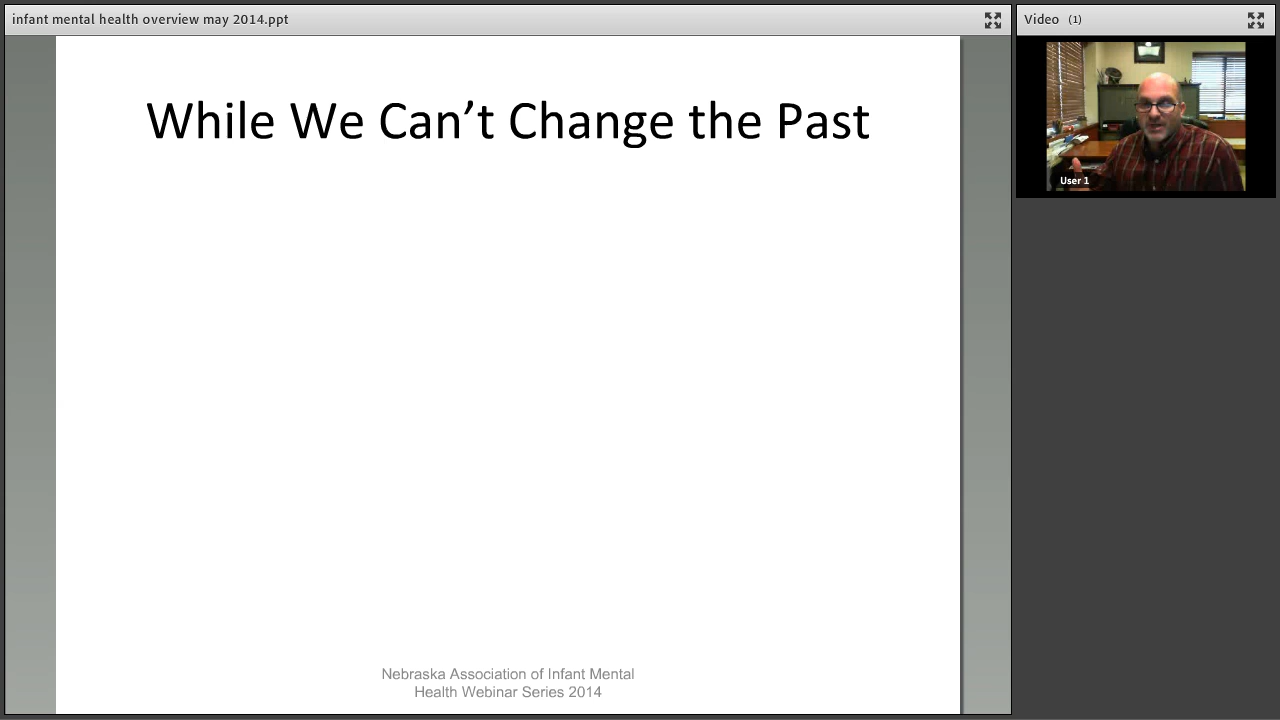 infant mental health overview may 2014.ppt
Video (1)
While We Can’t Change the Past
User 1
Nebraska Association of Infant Mental
Health Webinar Series 2014